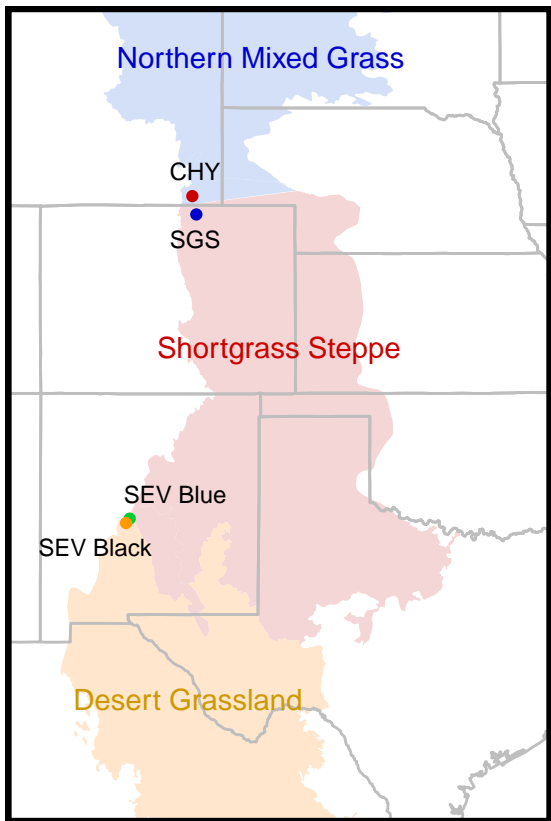 Northern Mixed Grass
CHY
SGS
Shortgrass Steppe
SEV Blue
SEV Black
Desert Grassland